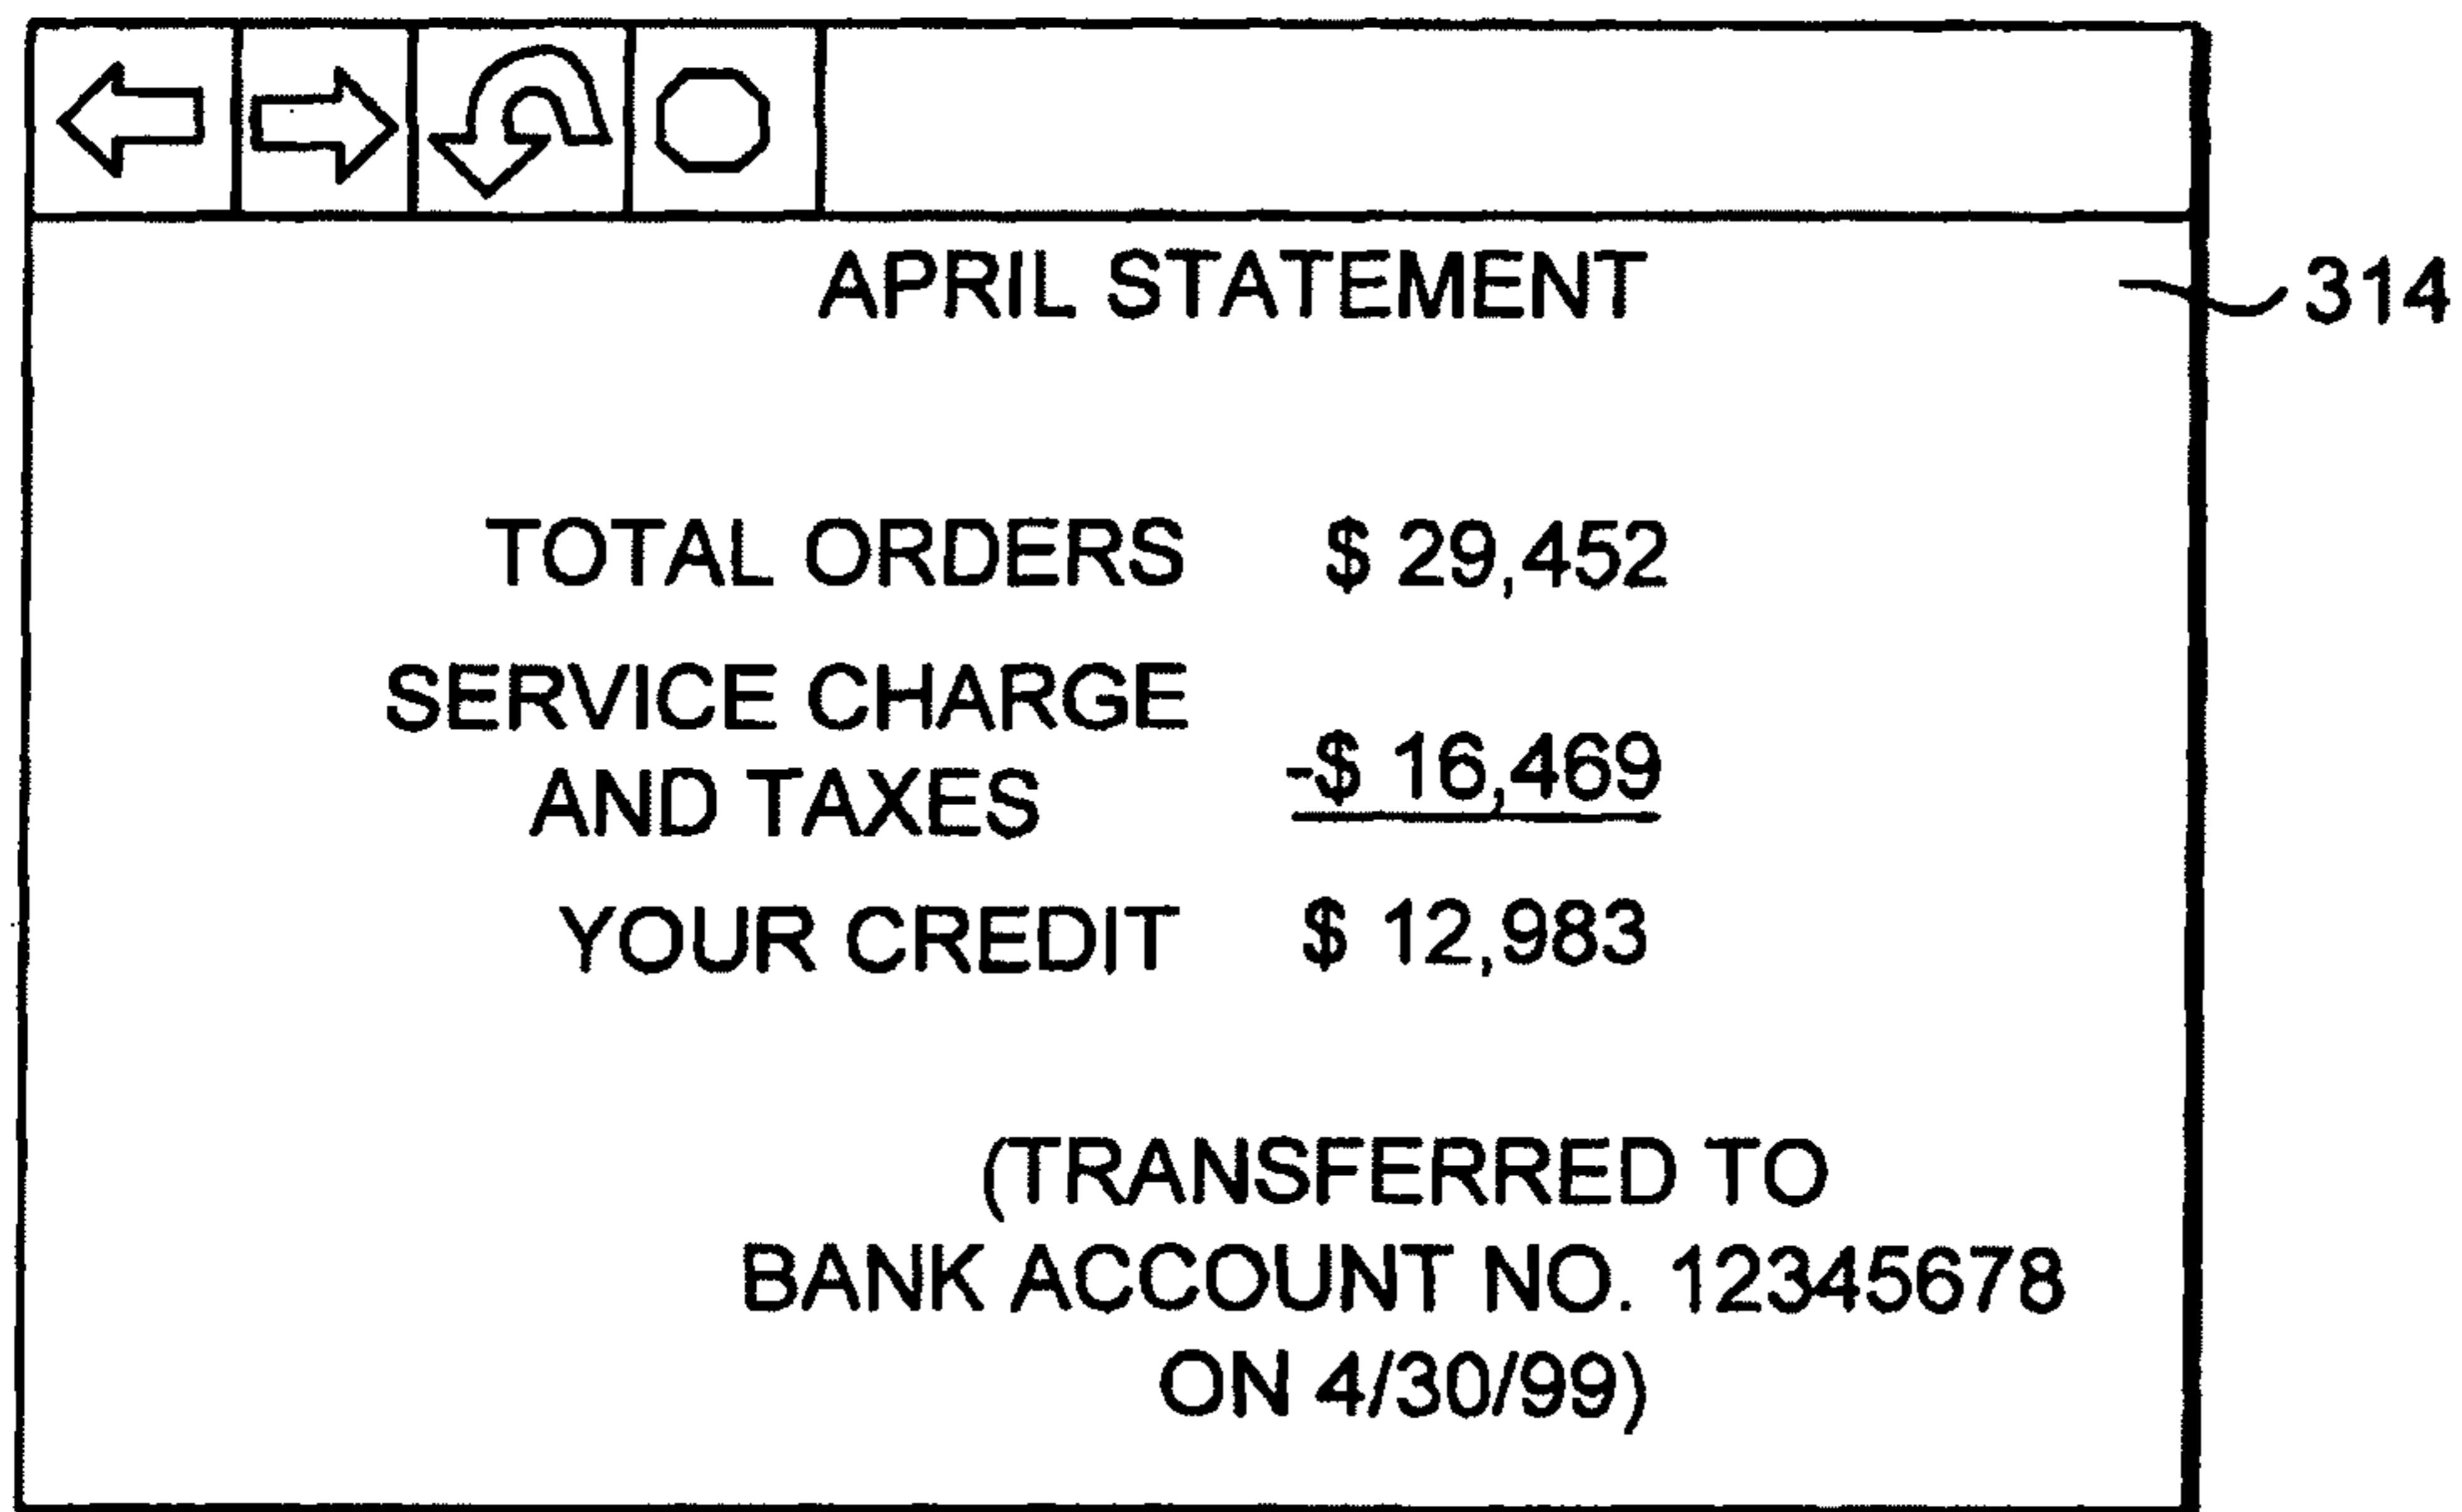 APRIL STATEMENT
314
TOTAL ORDERS $ 29,452
SERVICE CHARGE
AND TAXES -$ 16,469
YOUR CREDIT $ 12,983
(TRANSFERRED TO
BANK ACCOUNT NO. 12345678
ON 4/30/99)